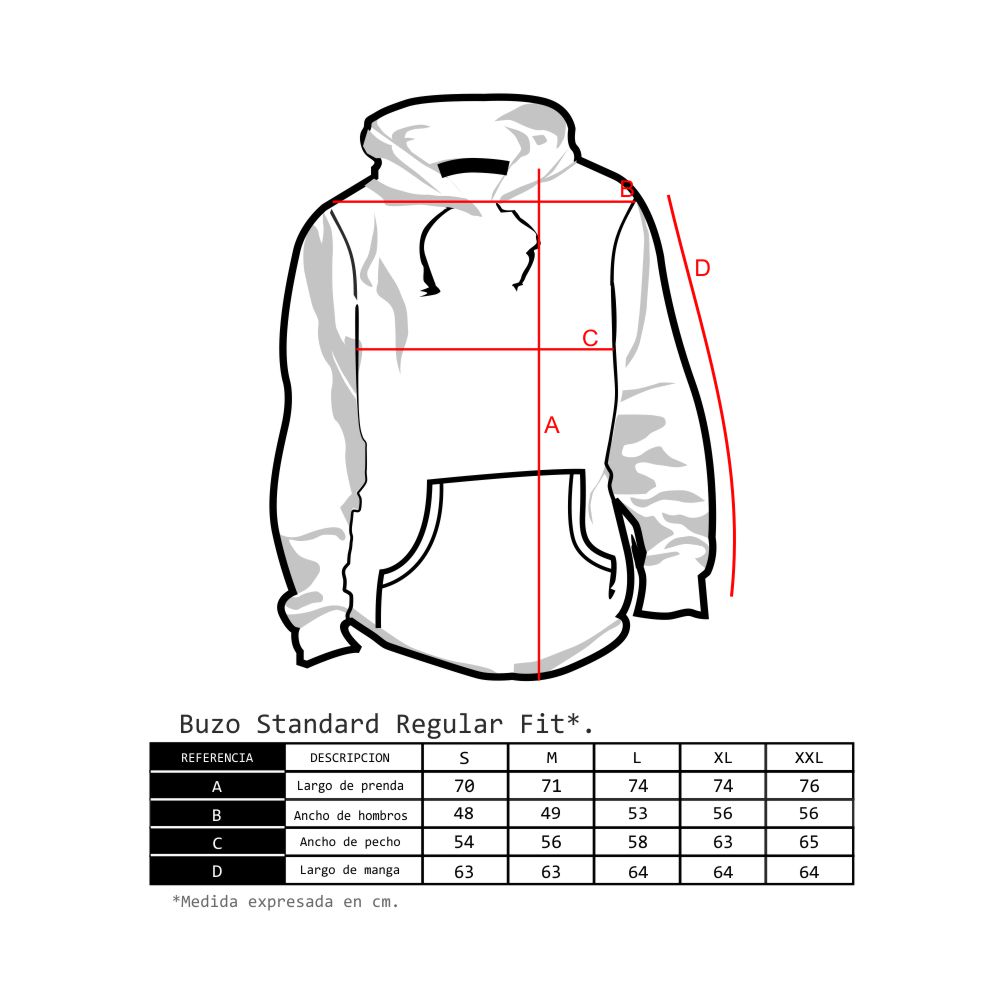 B
D
C
A
Buzo Standard Regular Fit*.
REFERENCIA DESCRIPCION S M L XL XXL
A Largo de prenda 70 71 74 74 76
B Ancho de hombros 48 49 53 56 56
C Ancho de pecho 54 56 58 63 65
D Largo de manga 63 63 64 64 64
*Medida expresada en cm.